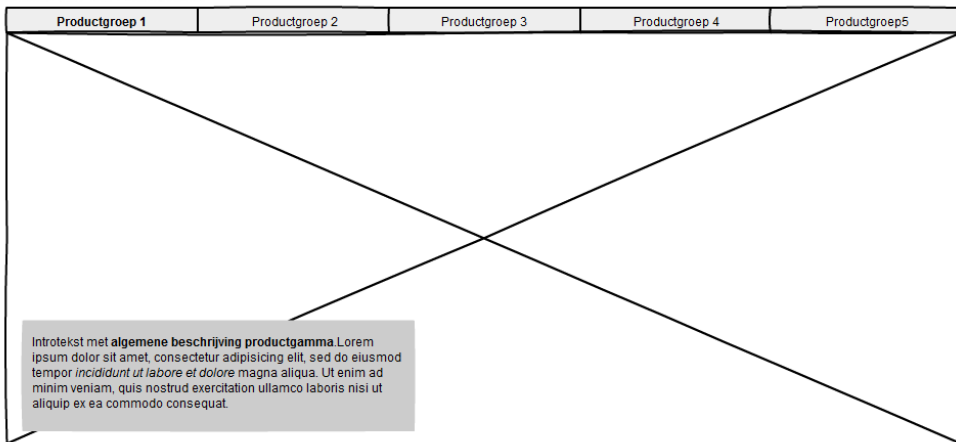 Productgroep 1 Productgroep 2 Productgroep 3 Productgroep 4 Productgroep5
Introtekst met algemene beschrijving productgamma.Lorem
ipsum dolor sit amet, consectetur adipisicing elit, sed do eiusmod
tempor incididunt ut labore et dolore magna aliqua. Ut enim ad
minim veniam, quis nostrud exercitation ullamco laboris nisi ut
aliquip ex ea commodo consequat.